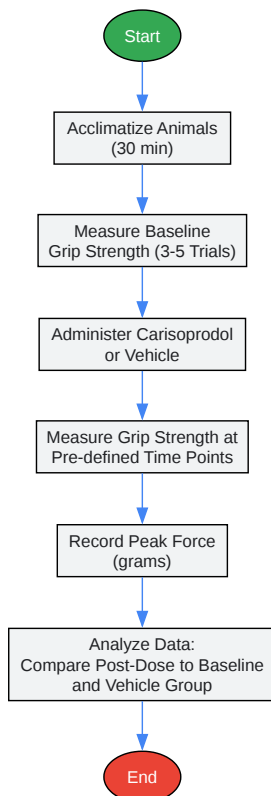 Start
Acclimatize Animals
(30 min)
Measure Baseline
Grip Strength (3-5 Trials)
Administer Carisoprodol
or Vehicle
Measure Grip Strength at
Pre-defined Time Points
Record Peak Force
(grams)
Analyze Data:
Compare Post-Dose to Baseline
and Vehicle Group
End